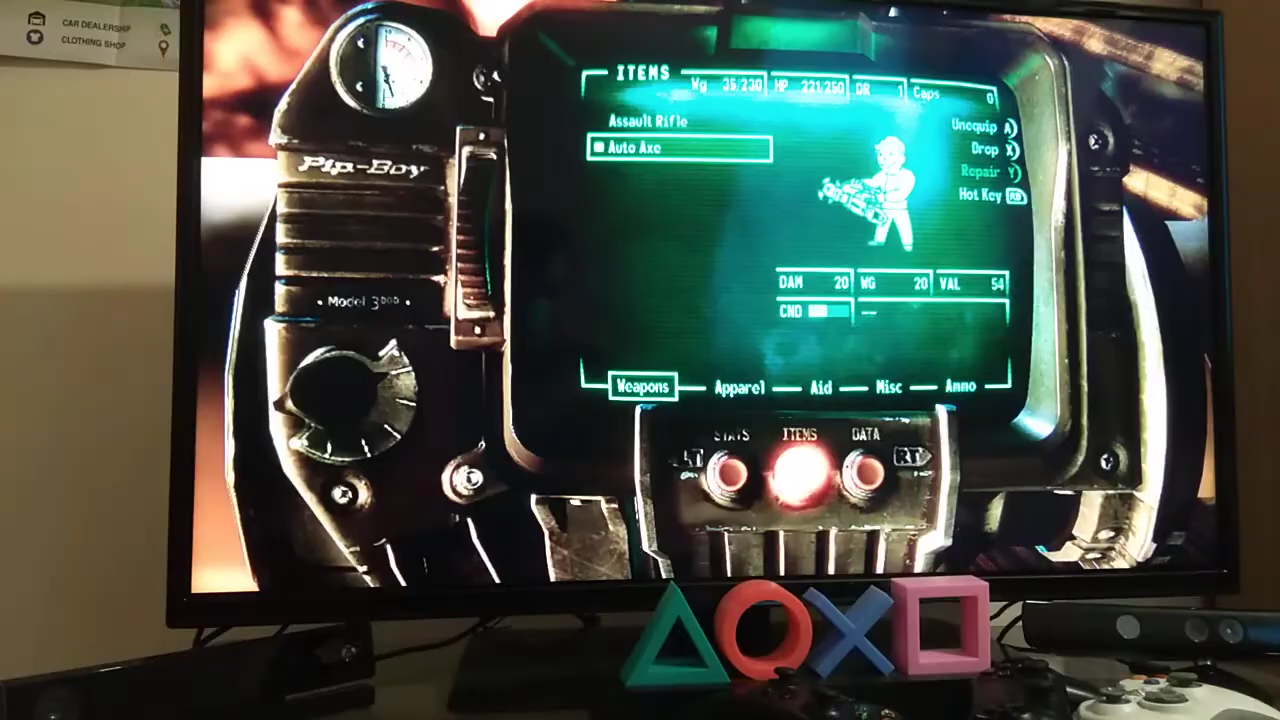 CAR DEALERSHIP
CLOTHING SHOP
ITEMS
Wg 35/230 HP 221/250 DR 1 Caps 0
Assault Rifle
Auto Axe
Unequip A)
Drop X)
Repair Y)
Hot Key RB
Pip-Boy
Model 3000
DAM 20 WG 20 VAL 54
CND --
Weapons Apparel Aid Misc Ammo
STATS ITEMS DATA
LT RT